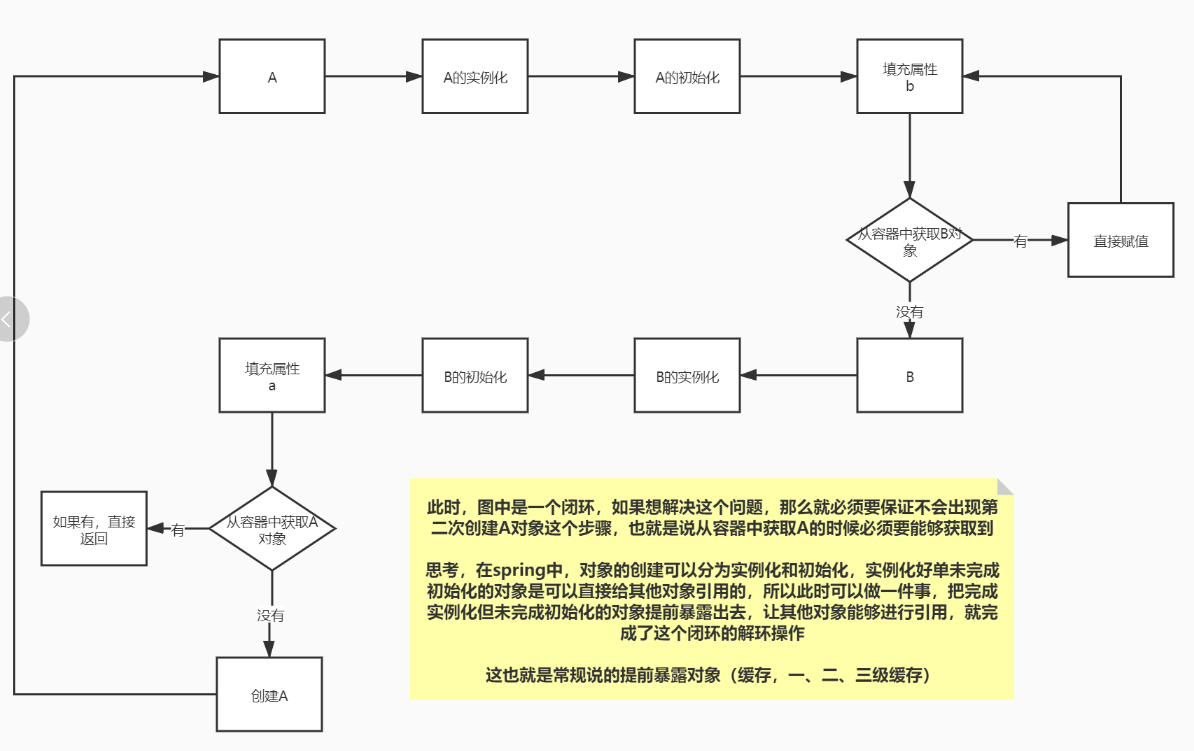 A
A的实例化
A的初始化
填充属性
b
从容器中获取B对
象
有
直接赋值
没有
填充属性
a
B的初始化
B的实例化
B
如果有，直接
返回
有
从容器中获取A
对象
没有
创建A
此时，图中是一个闭环，如果想解决这个问题，那么就必须要保证不会出现第
二次创建A对象这个步骤，也就是说从容器中获取A的时候必须要能够获取到
思考，在spring中，对象的创建可以分为实例化和初始化，实例化好单未完成
初始化的对象是可以直接给其他对象引用的，所以此时可以做一件事，把完成
实例化但未完成初始化的对象提前暴露出去，让其他对象能够进行引用，就完
成了这个闭环的解环操作
这也就是常规说的提前暴露对象（缓存，一、二、三级缓存）